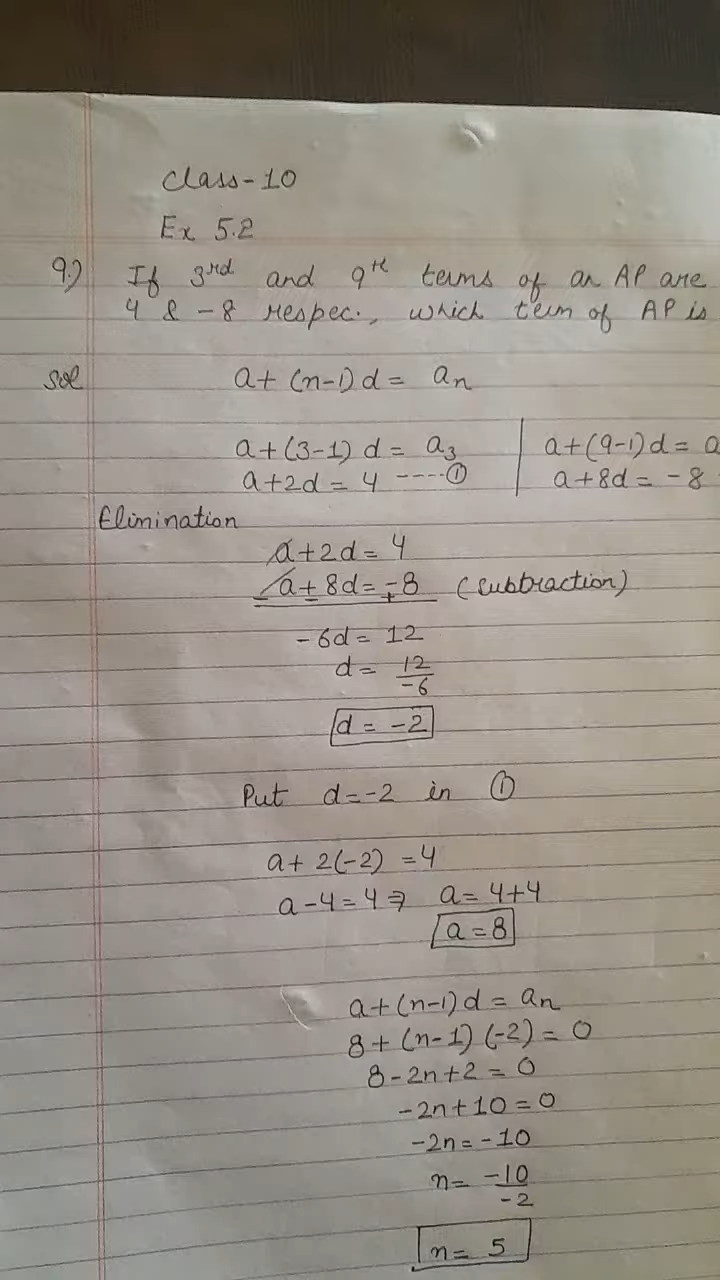 Class-10
Ex 5.2
9.) If 3rd and 9th terms of an AP are
4 & -8 respec., which term of AP is
Sol a+(n-1)d = an
a+(3-1)d = a3 | a+(9-1)d = a
a+2d = 4 ----① | a+8d = -8
Elimination
a+2d = 4
a+8d = -8 (subtraction)
- +
-6d = 12
d = 12/-6
d = -2
Put d=-2 in ①
a+2(-2) = 4
a-4=4 ⇒ a=4+4
a=8
a+(n-1)d = an
8+(n-1)(-2) = 0
8-2n+2 = 0
-2n+10 = 0
-2n = -10
n = -10/-2
n = 5